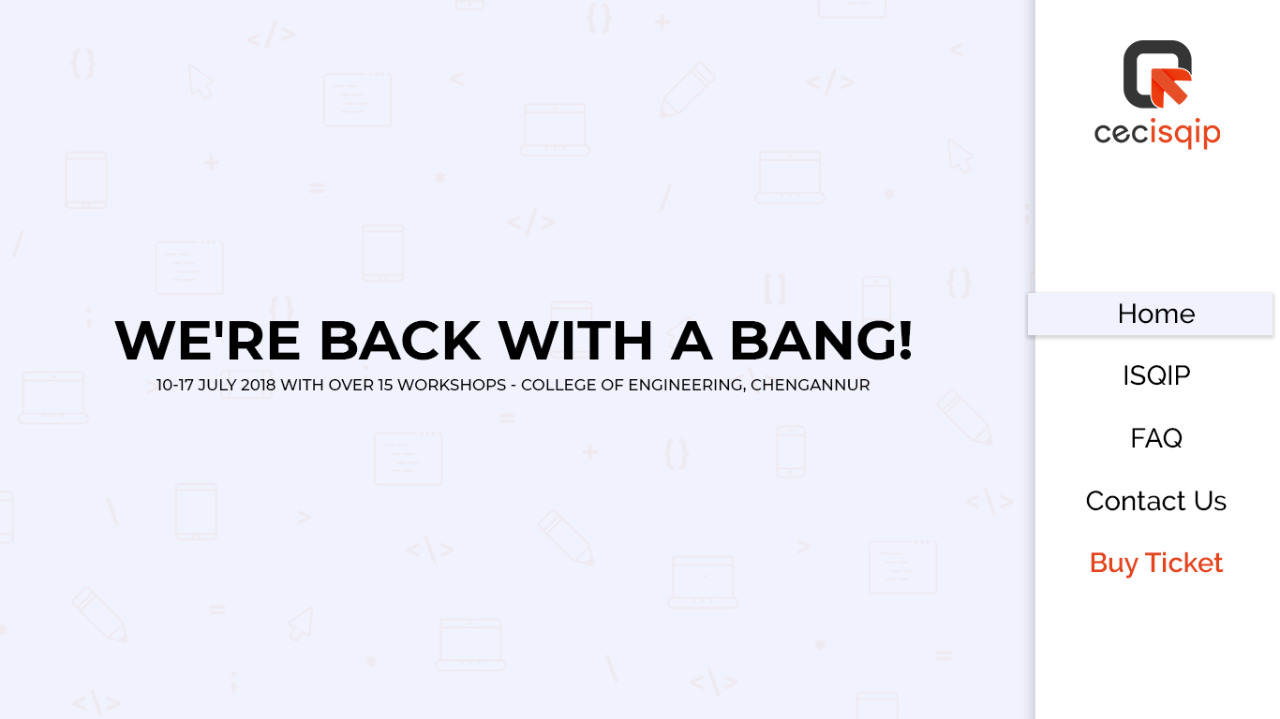 WE'RE BACK WITH A BANG!
10-17 JULY 2018 WITH OVER 15 WORKSHOPS - COLLEGE OF ENGINEERING, CHENGANNUR
cecisqip
Home
ISQIP
FAQ
Contact Us
Buy Ticket